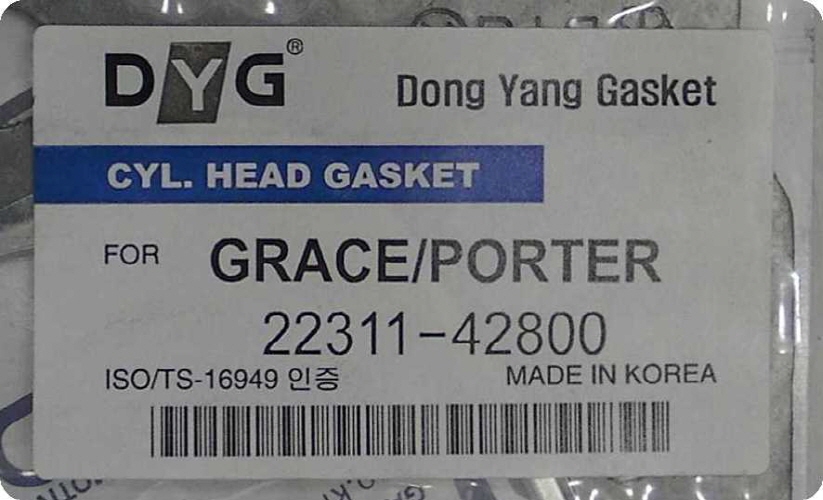 DYG® Dong Yang Gasket
CYL. HEAD GASKET
FOR GRACE/PORTER
22311-42800
ISO/TS-16949 인증 MADE IN KOREA